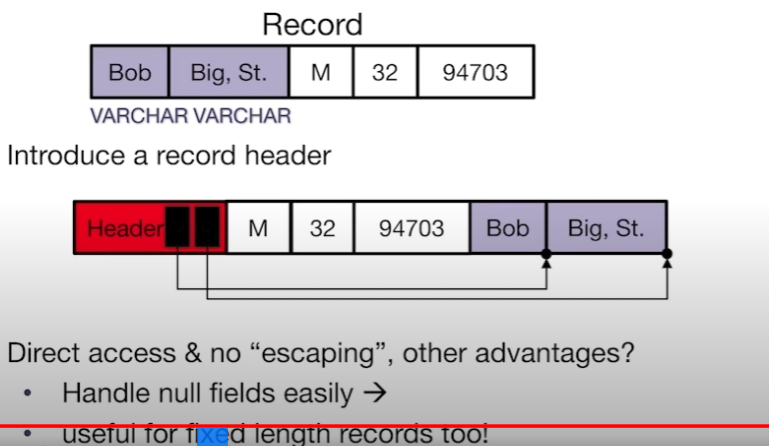 Record
Bob Big, St. M 32 94703
VARCHAR VARCHAR
Introduce a record header
Header M 32 94703 Bob Big, St.
Direct access & no “escaping”, other advantages?
• Handle null fields easily →
• useful for fixed length records too!